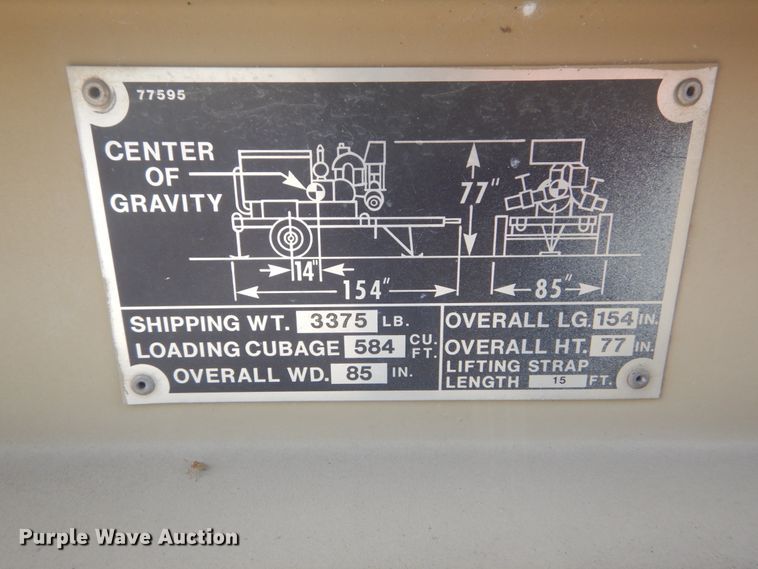 77595
CENTER
OF
GRAVITY
77"
14"
154"
85"
SHIPPING WT. 3375 LB.
LOADING CUBAGE 584 CU. FT.
OVERALL WD. 85 IN.
OVERALL LG. 154 IN.
OVERALL HT. 77 IN.
LIFTING STRAP
LENGTH 15 FT.
Purple Wave Auction